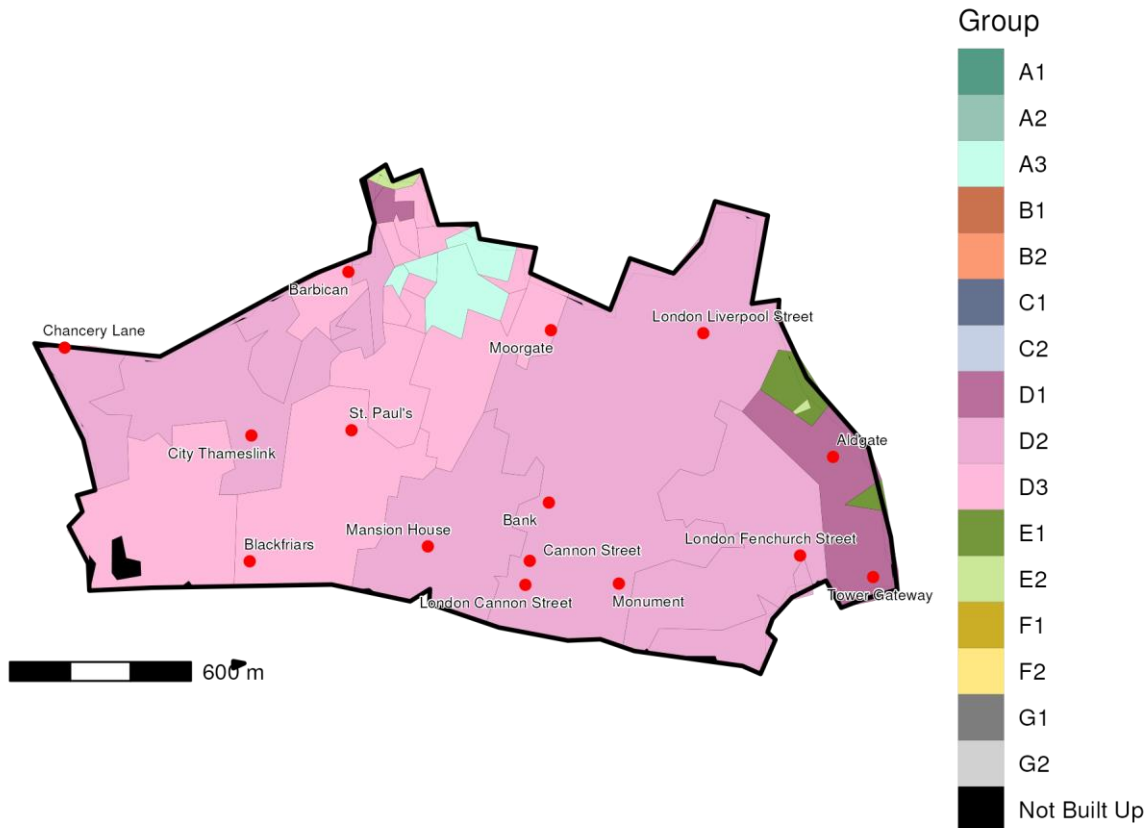 Group
A1
A2
A3
B1
B2
C1
C2
D1
D2
D3
E1
E2
F1
F2
G1
G2
Not Built Up
Barbican
Chancery Lane
London Liverpool Street
Moorgate
St. Paul's
City Thameslink
Aldgate
Bank
Mansion House
Blackfriars
Cannon Street
London Fenchurch Street
London Cannon Street
Monument
Tower Gateway
600 m